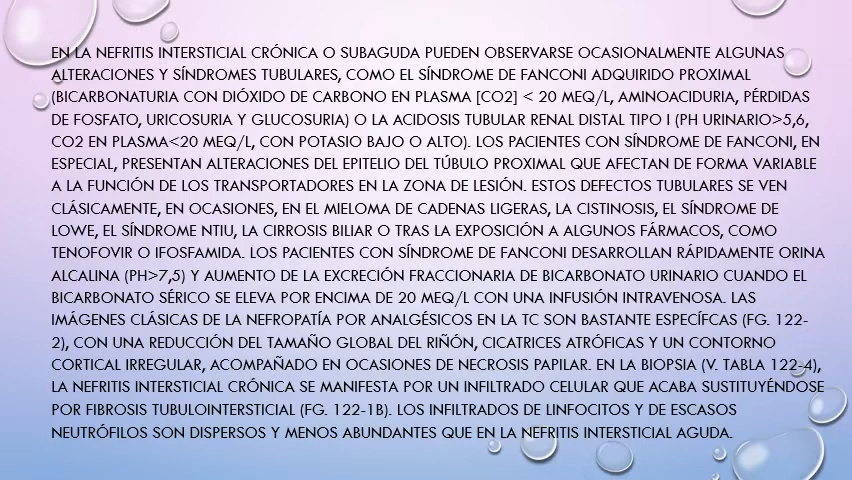 EN LA NEFRITIS INTERSTICIAL CRÓNICA O SUBAGUDA PUEDEN OBSERVARSE OCASIONALMENTE ALGUNAS
ALTERACIONES Y SÍNDROMES TUBULARES, COMO EL SÍNDROME DE FANCONI ADQUIRIDO PROXIMAL
(BICARBONATURIA CON DIÓXIDO DE CARBONO EN PLASMA [CO2] < 20 MEQ/L, AMINOACIDURIA, PÉRDIDAS
DE FOSFATO, URICOSURIA Y GLUCOSURIA) O LA ACIDOSIS TUBULAR RENAL DISTAL TIPO I (PH URINARIO>5,6,
CO2 EN PLASMA<20 MEQ/L, CON POTASIO BAJO O ALTO). LOS PACIENTES CON SÍNDROME DE FANCONI, EN
ESPECIAL, PRESENTAN ALTERACIONES DEL EPITELIO DEL TÚBULO PROXIMAL QUE AFECTAN DE FORMA VARIABLE
A LA FUNCIÓN DE LOS TRANSPORTADORES EN LA ZONA DE LESIÓN. ESTOS DEFECTOS TUBULARES SE VEN
CLÁSICAMENTE, EN OCASIONES, EN EL MIELOMA DE CADENAS LIGERAS, LA CISTINOSIS, EL SÍNDROME DE
LOWE, EL SÍNDROME NTIU, LA CIRROSIS BILIAR O TRAS LA EXPOSICIÓN A ALGUNOS FÁRMACOS, COMO
TENOFOVIR O IFOSFAMIDA. LOS PACIENTES CON SÍNDROME DE FANCONI DESARROLLAN RÁPIDAMENTE ORINA
ALCALINA (PH>7,5) Y AUMENTO DE LA EXCRECIÓN FRACCIONARIA DE BICARBONATO URINARIO CUANDO EL
BICARBONATO SÉRICO SE ELEVA POR ENCIMA DE 20 MEQ/L CON UNA INFUSIÓN INTRAVENOSA. LAS
IMÁGENES CLÁSICAS DE LA NEFROPATÍA POR ANALGÉSICOS EN LA TC SON BASTANTE ESPECÍFCAS (FG. 122-
2), CON UNA REDUCCIÓN DEL TAMAÑO GLOBAL DEL RIÑÓN, CICATRICES ATRÓFICAS Y UN CONTORNO
CORTICAL IRREGULAR, ACOMPAÑADO EN OCASIONES DE NECROSIS PAPILAR. EN LA BIOPSIA (V. TABLA 122-4),
LA NEFRITIS INTERSTICIAL CRÓNICA SE MANIFESTA POR UN INFILTRADO CELULAR QUE ACABA SUSTITUYÉNDOSE
POR FIBROSIS TUBULOINTERSTICIAL (FG. 122-1B). LOS INFILTRADOS DE LINFOCITOS Y DE ESCASOS
NEUTRÓFILOS SON DISPERSOS Y MENOS ABUNDANTES QUE EN LA NEFRITIS INTERSTICIAL AGUDA.